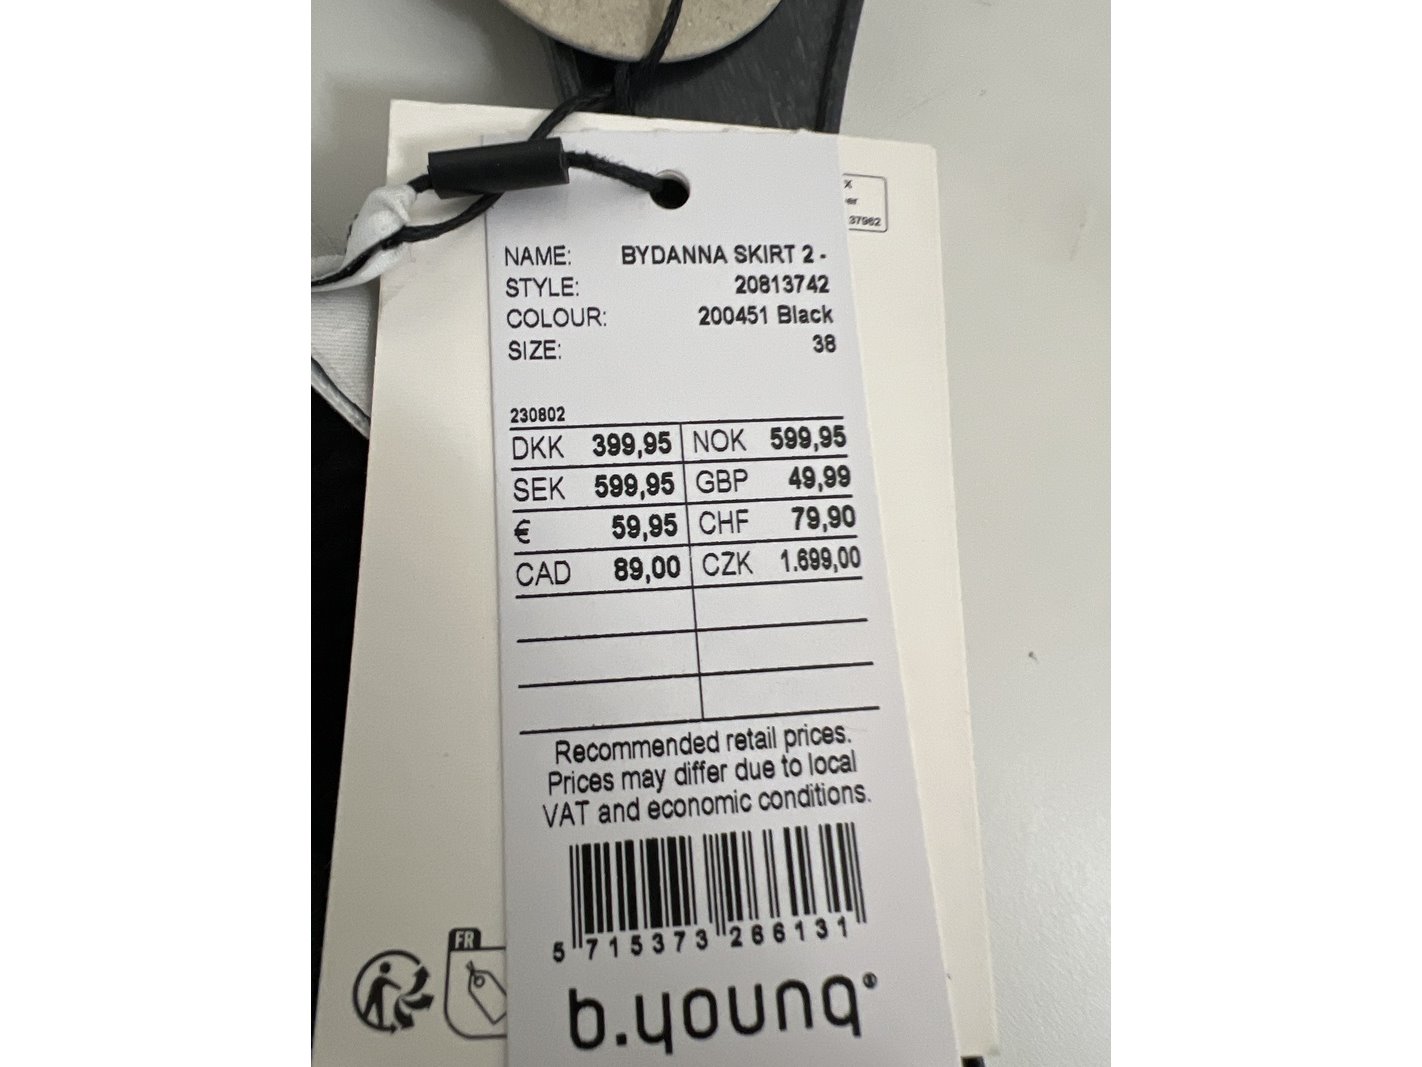 %
er
37962
NAME: BYDANNA SKIRT 2 -
STYLE: 20813742
COLOUR: 200451 Black
SIZE: 38
230802
DKK 399,95 NOK 599,95
SEK 599,95 GBP 49,99
€ 59,95 CHF 79,90
CAD 89,00 CZK 1.699,00
Recommended retail prices.
Prices may differ due to local
VAT and economic conditions.
5 715373 266131
FR
b.young®